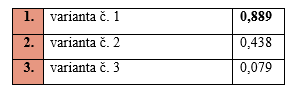 1. varianta č. 1 0,889
2. varianta č. 2 0,438
3. varianta č. 3 0,079